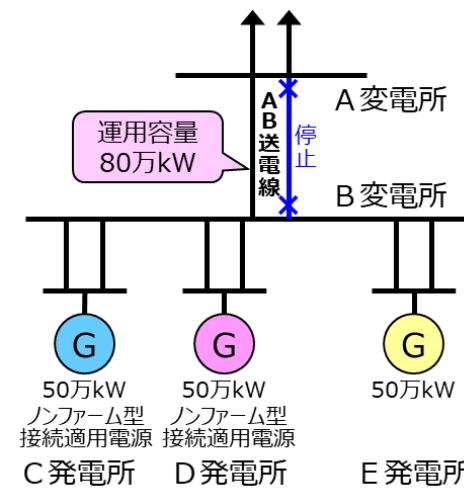 A変電所
AB送電線
停止
運用容量
80万kW
B変電所
G
G
G
50万kW
ノンファーム型
接続適用電源
50万kW
ノンファーム型
接続適用電源
50万kW
C発電所
D発電所
E発電所